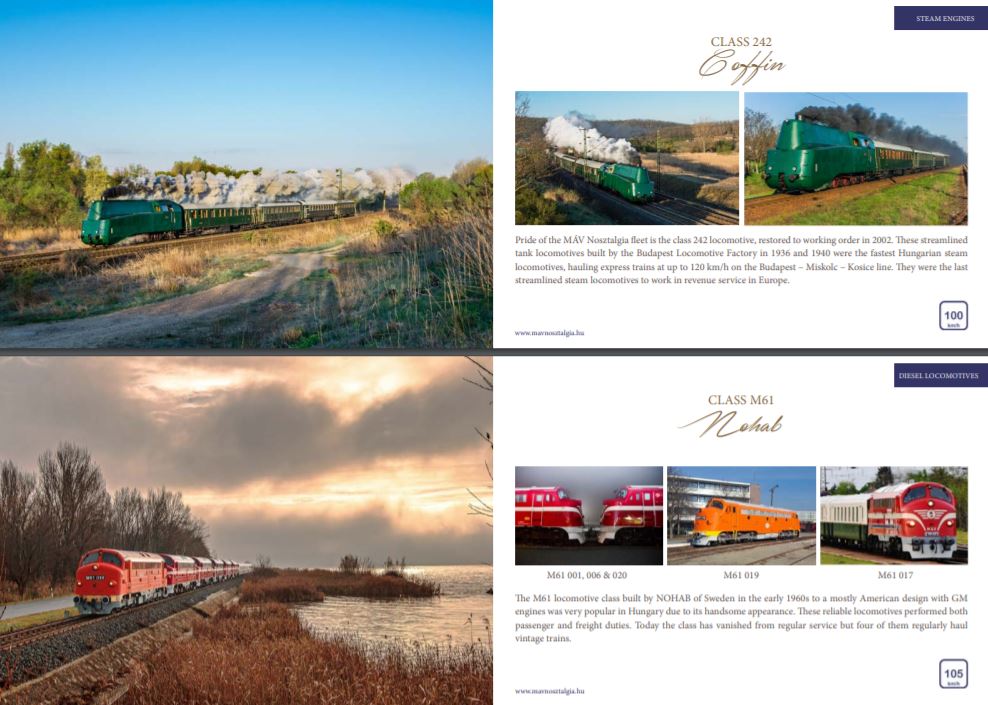 STEAM ENGINES
CLASS 242
Coffin
Pride of the MÁV Nosztalgia fleet is the class 242 locomotive, restored to working order in 2002. These streamlined
tank locomotives built by the Budapest Locomotive Factory in 1936 and 1940 were the fastest Hungarian steam
locomotives, hauling express trains at up to 120 km/h on the Budapest – Miskolc – Kosice line. They were the last
streamlined steam locomotives to work in revenue service in Europe.
100
km/h
www.mavnosztalgia.hu
DIESEL LOCOMOTIVES
CLASS M61
Nohab
M61 001, 006 & 020
M61 019
M61 017
The M61 locomotive class built by NOHAB of Sweden in the early 1960s to a mostly American design with GM
engines was very popular in Hungary due to its handsome appearance. These reliable locomotives performed both
passenger and freight duties. Today the class has vanished from regular service but four of them regularly haul
vintage trains.
105
km/h
www.mavnosztalgia.hu